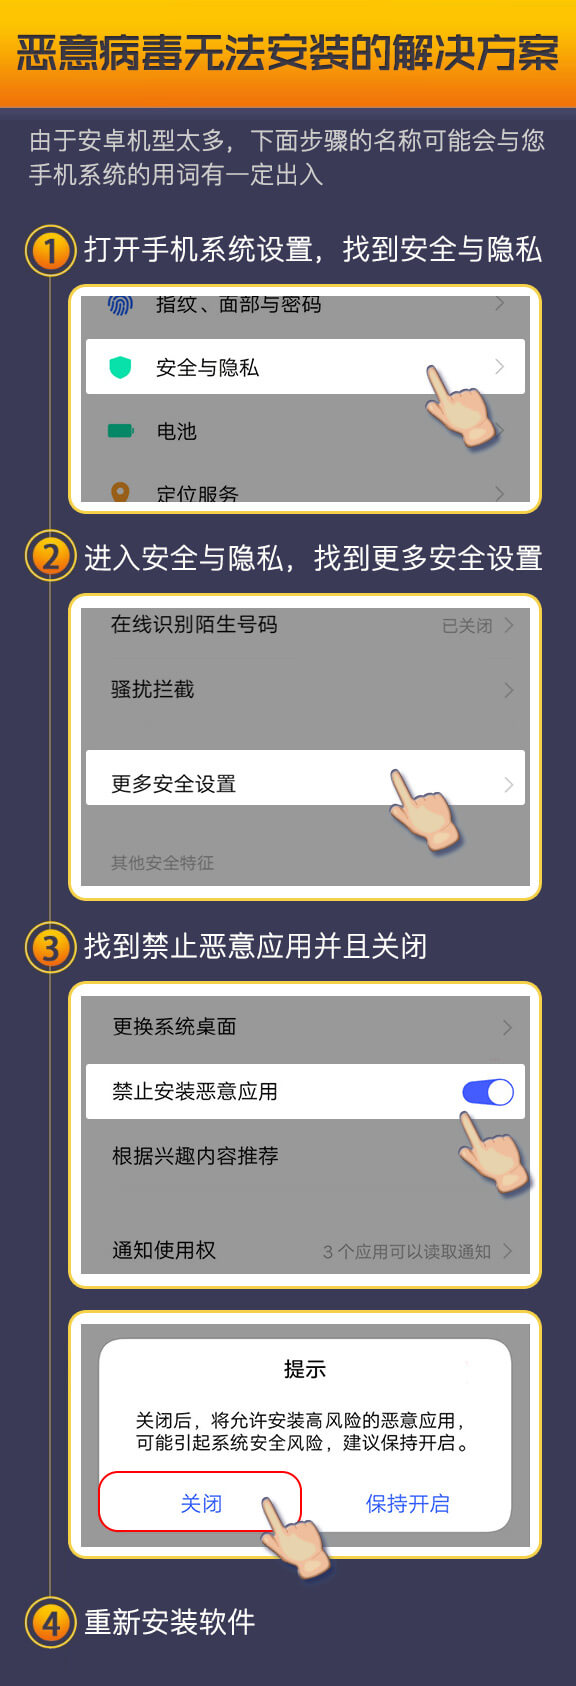 恶意病毒无法安装的解决方案
由于安卓机型太多，下面步骤的名称可能会与您
手机系统的用词有一定出入
1 打开手机系统设置，找到安全与隐私
指纹、面部与密码
安全与隐私
电池
定位服务
2 进入安全与隐私，找到更多安全设置
在线识别陌生号码 已关闭
骚扰拦截
更多安全设置
其他安全特征
3 找到禁止恶意应用并且关闭
更换系统桌面
禁止安装恶意应用
根据兴趣内容推荐
通知使用权 3 个应用可以读取通知
提示
关闭后，将允许安装高风险的恶意应用，
可能引起系统安全风险，建议保持开启。
关闭 保持开启
4 重新安装软件